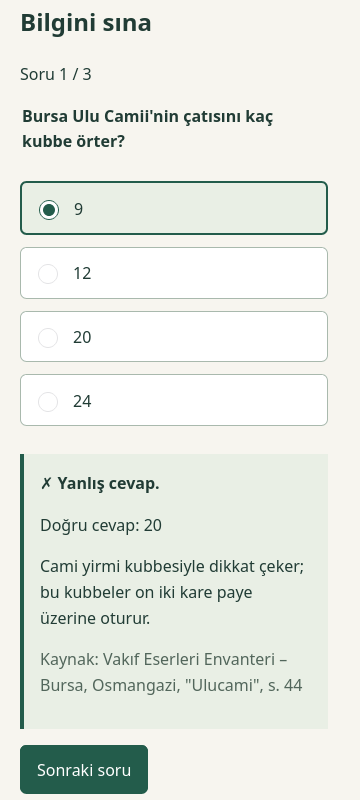 Bilgini sına
Soru 1 / 3
Bursa Ulu Camii'nin çatısını kaç
kubbe örter?
9
12
20
24
✗ Yanlış cevap.
Doğru cevap: 20
Cami yirmi kubbesiyle dikkat çeker;
bu kubbeler on iki kare paye
üzerine oturur.
Kaynak: Vakıf Eserleri Envanteri –
Bursa, Osmangazi, "Ulucami", s. 44
Sonraki soru